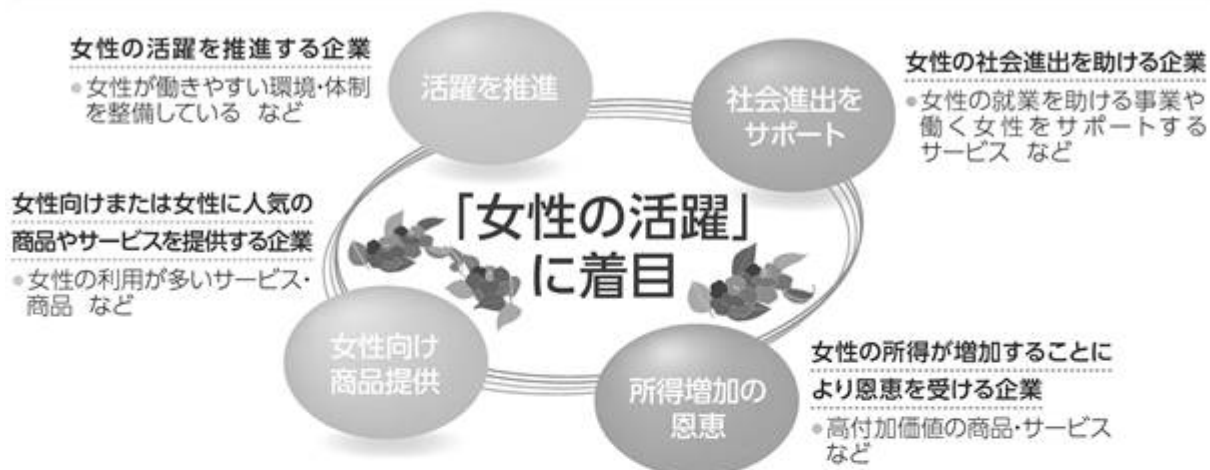 女性の活躍を推進する企業
●女性が働きやすい環境・体制
を整備している など
活躍を推進
社会進出を
サポート
女性の社会進出を助ける企業
●女性の就業を助ける事業や
働く女性をサポートする
サービス など
女性向けまたは女性に人気の
商品やサービスを提供する企業
●女性の利用が多いサービス・
商品 など
「女性の活躍」
に着目
女性向け
商品提供
所得増加の
恩恵
女性の所得が増加することに
より恩恵を受ける企業
●高付加価値の商品・サービス
など